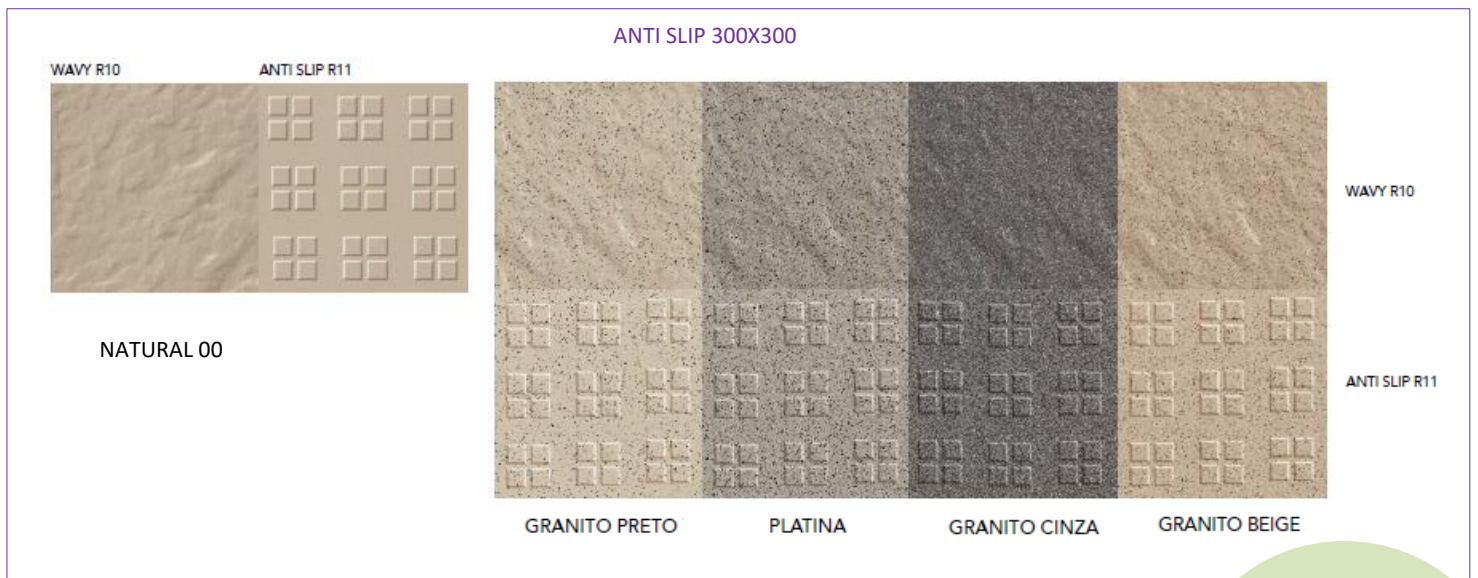 ANTI SLIP 300X300
WAVY R10
ANTI SLIP R11
NATURAL 00
WAVY R10
ANTI SLIP R11
GRANITO PRETO
PLATINA
GRANITO CINZA
GRANITO BEIGE